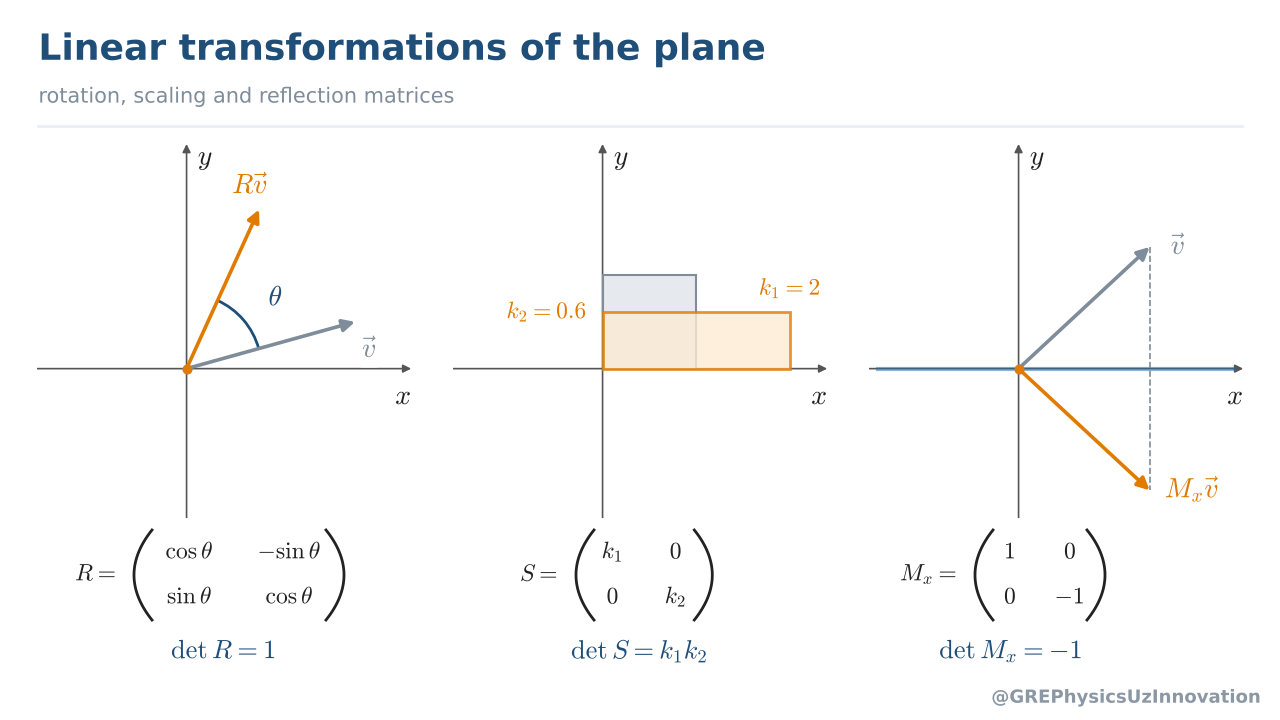 Linear transformations of the plane
rotation, scaling and reflection matrices
y
Rv⃗
θ
v⃗
x
y
k₁ = 2
k₂ = 0.6
x
y
v⃗
x
Mₓv⃗
R =
cos θ −sin θ
sin θ cos θ
det R = 1
S =
k₁ 0
0 k₂
det S = k₁k₂
Mₓ =
1 0
0 −1
det Mₓ = −1
@GREPhysicsUzInnovation